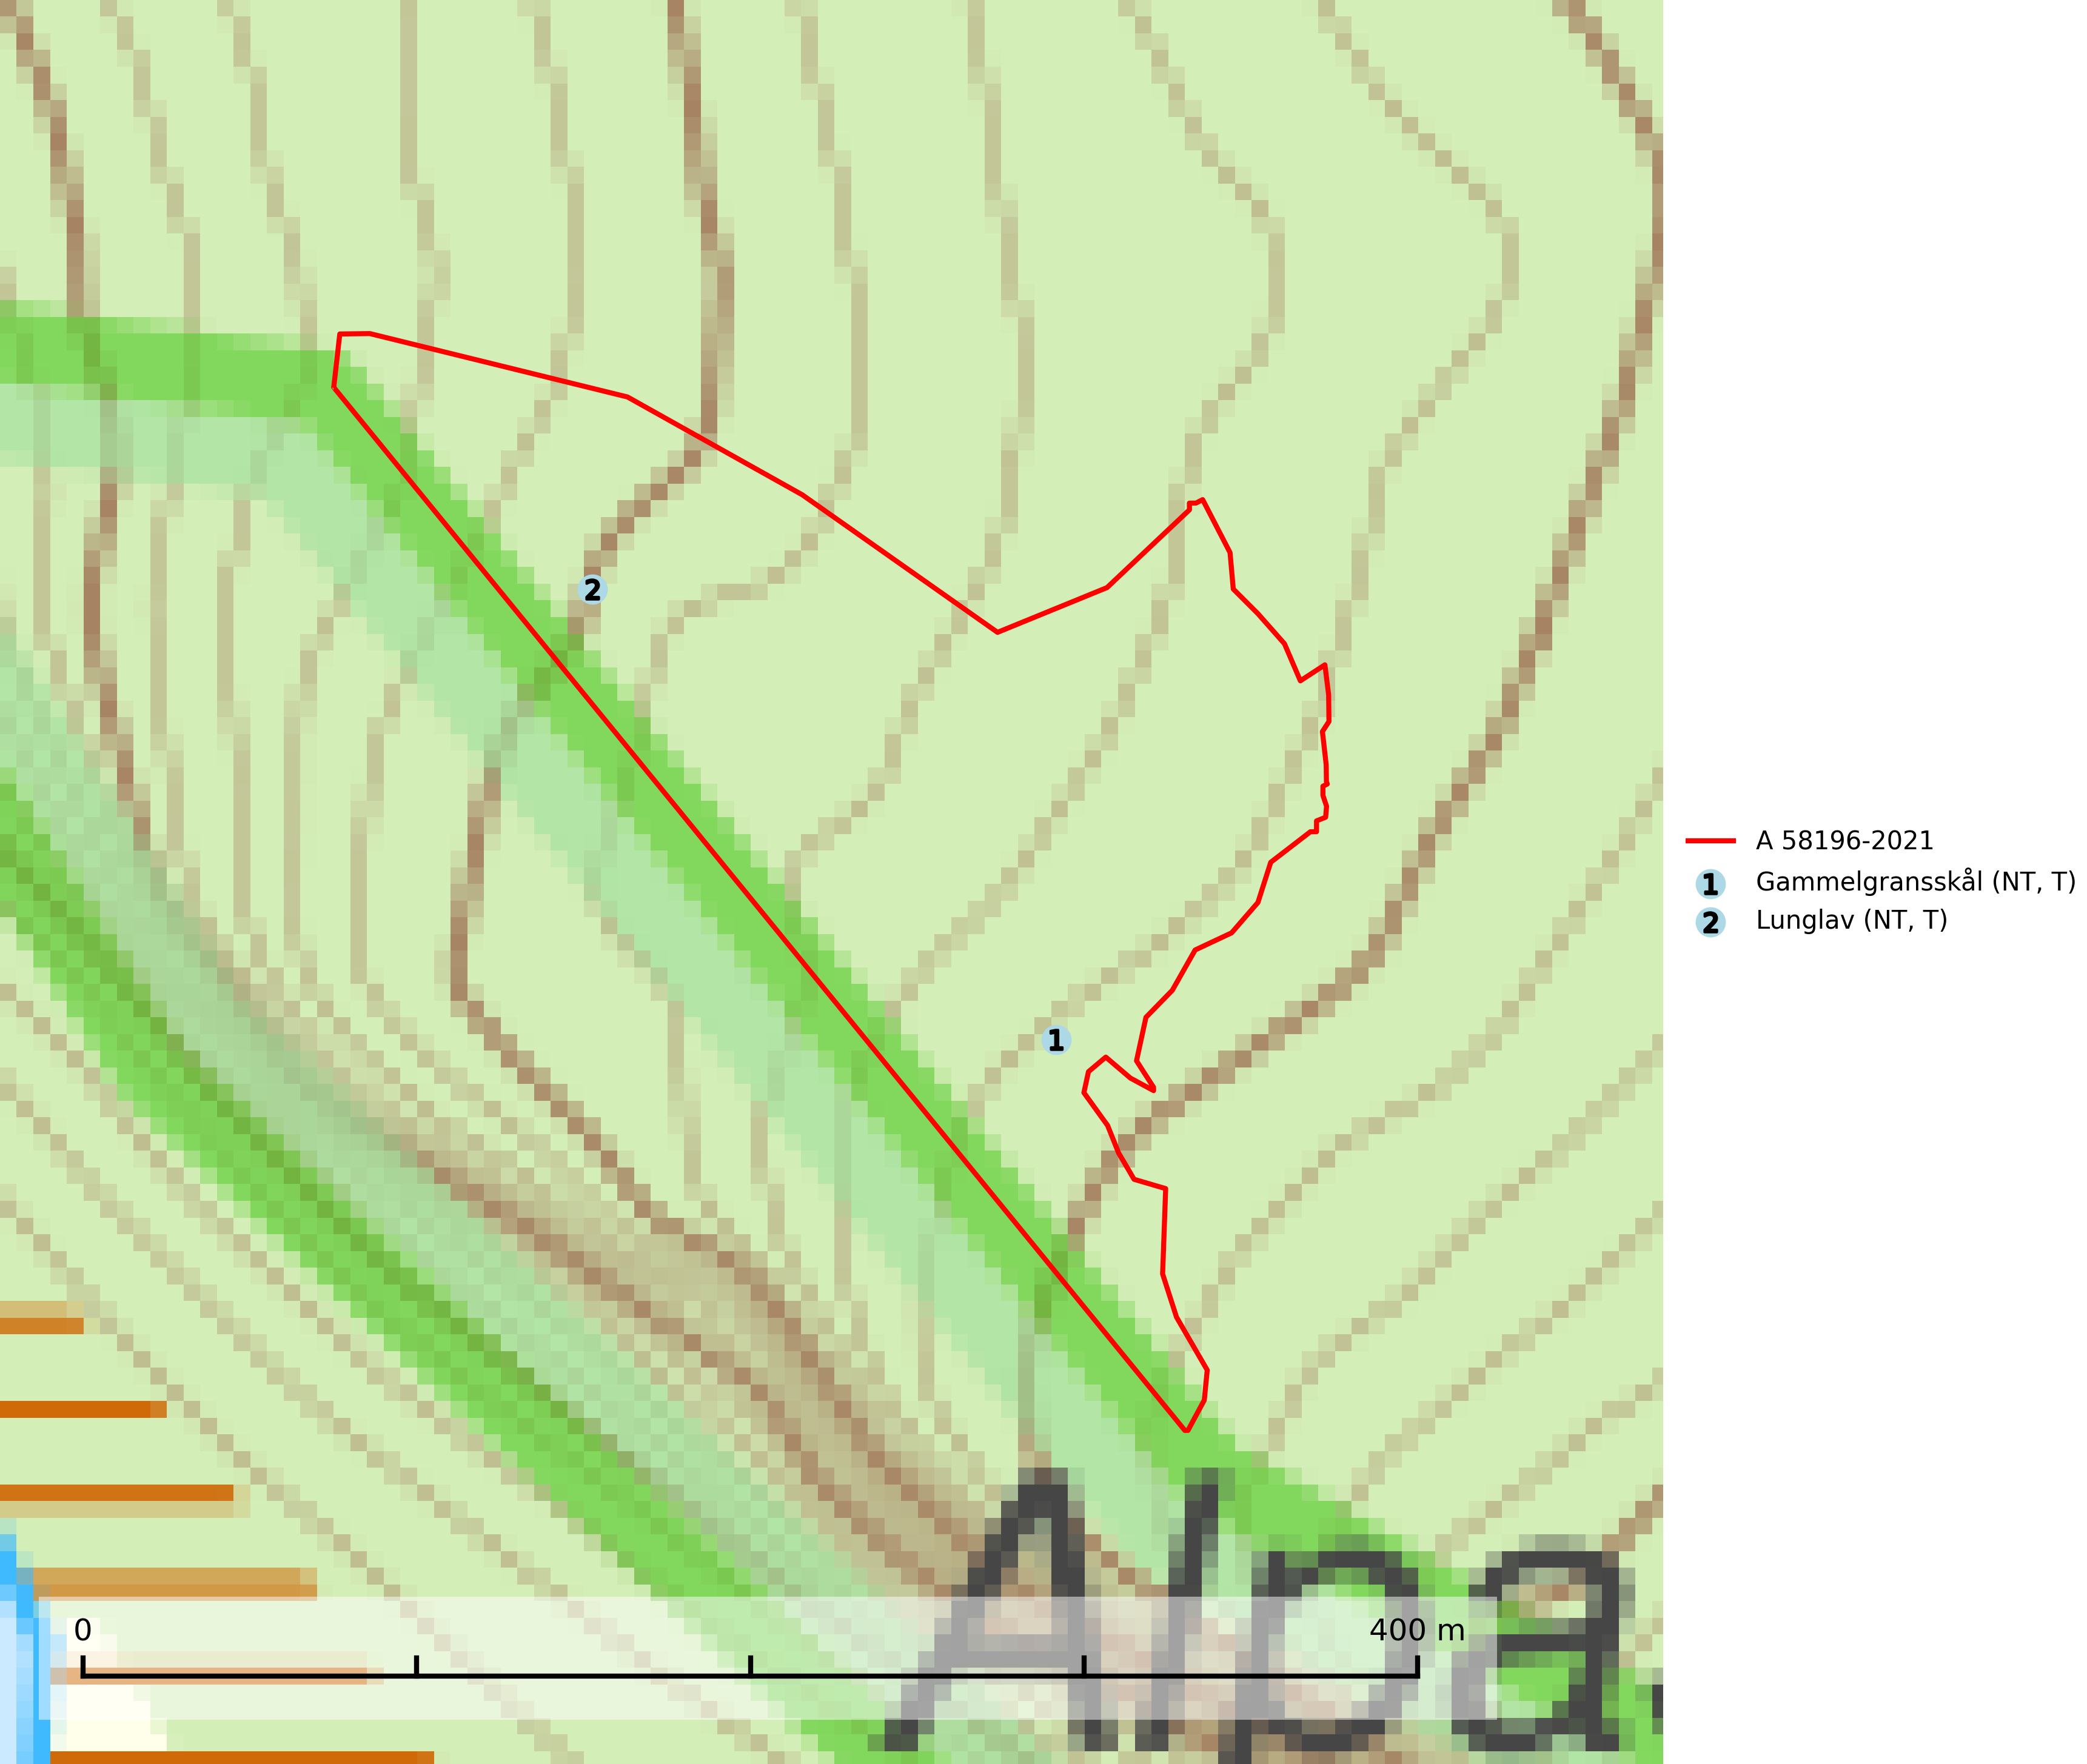 2
1
A 58196-2021
1 Gammelgransskål (NT, T)
2 Lunglav (NT, T)
0 400 m